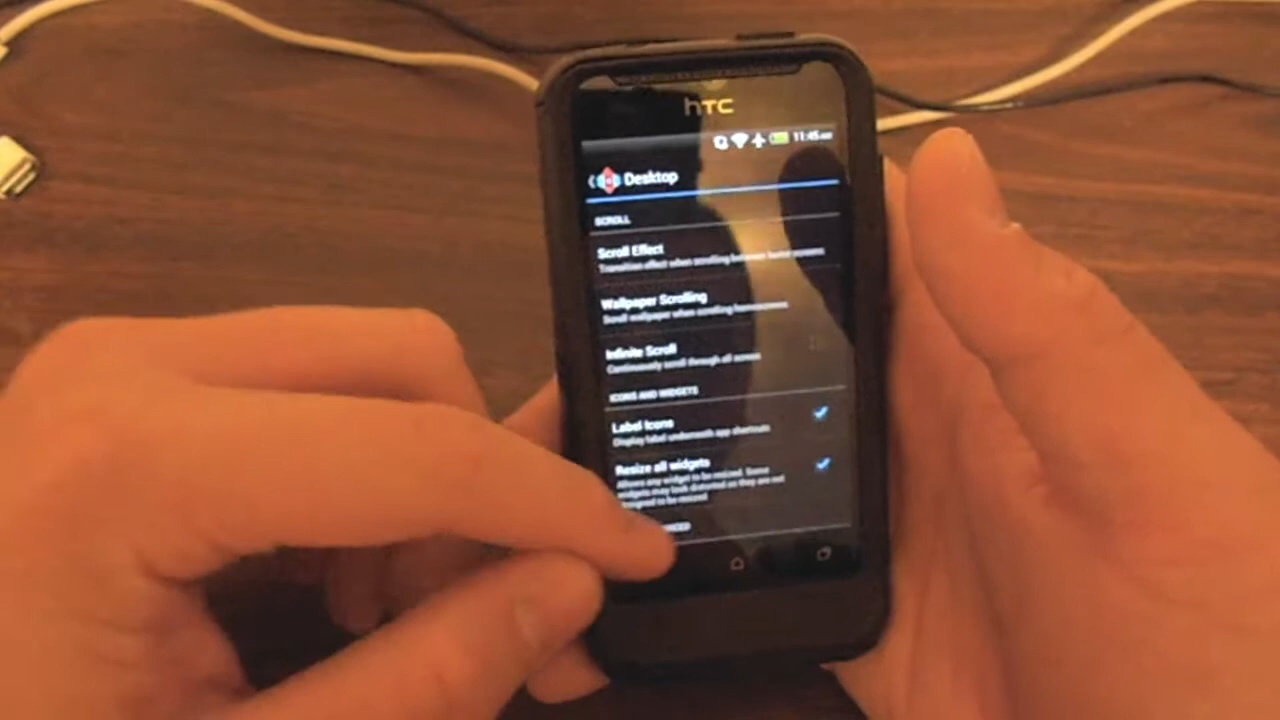 hTC
11:45 AM
Desktop
SCROLL
Scroll Effect
Transition effect when scrolling between home screens
Wallpaper Scrolling
Scroll wallpaper when scrolling homescreens
Infinite Scroll
Continuously scroll through all screens
ICONS AND WIDGETS
Label Icons
Display label underneath app shortcuts
Resize all widgets
Allows any widget to be resized. Some
widgets may look distorted as they are not
designed to be resized